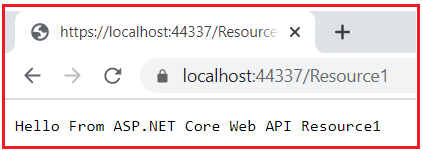 https://localhost:44337/Resource
localhost:44337/Resource1
Hello From ASP.NET Core Web API Resource1